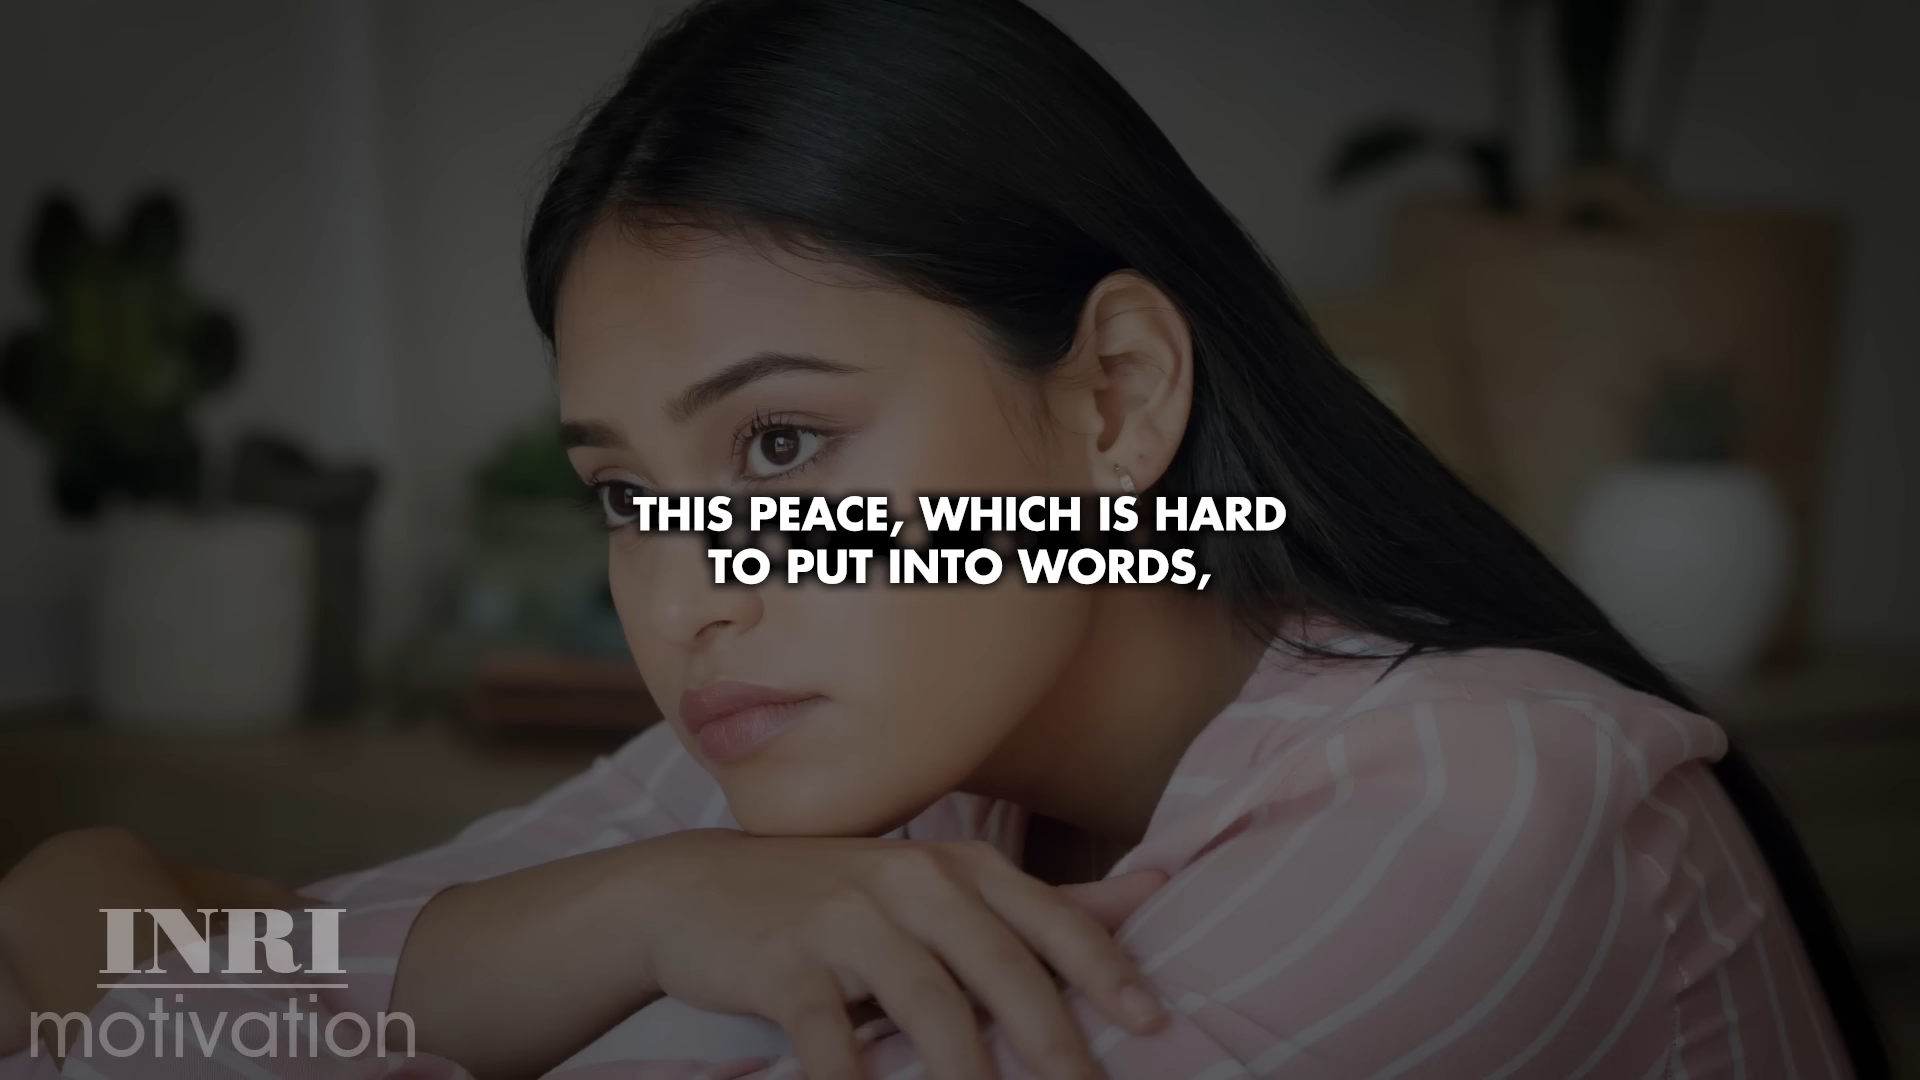 THIS PEACE, WHICH IS HARD
TO PUT INTO WORDS,
INRI
motivation